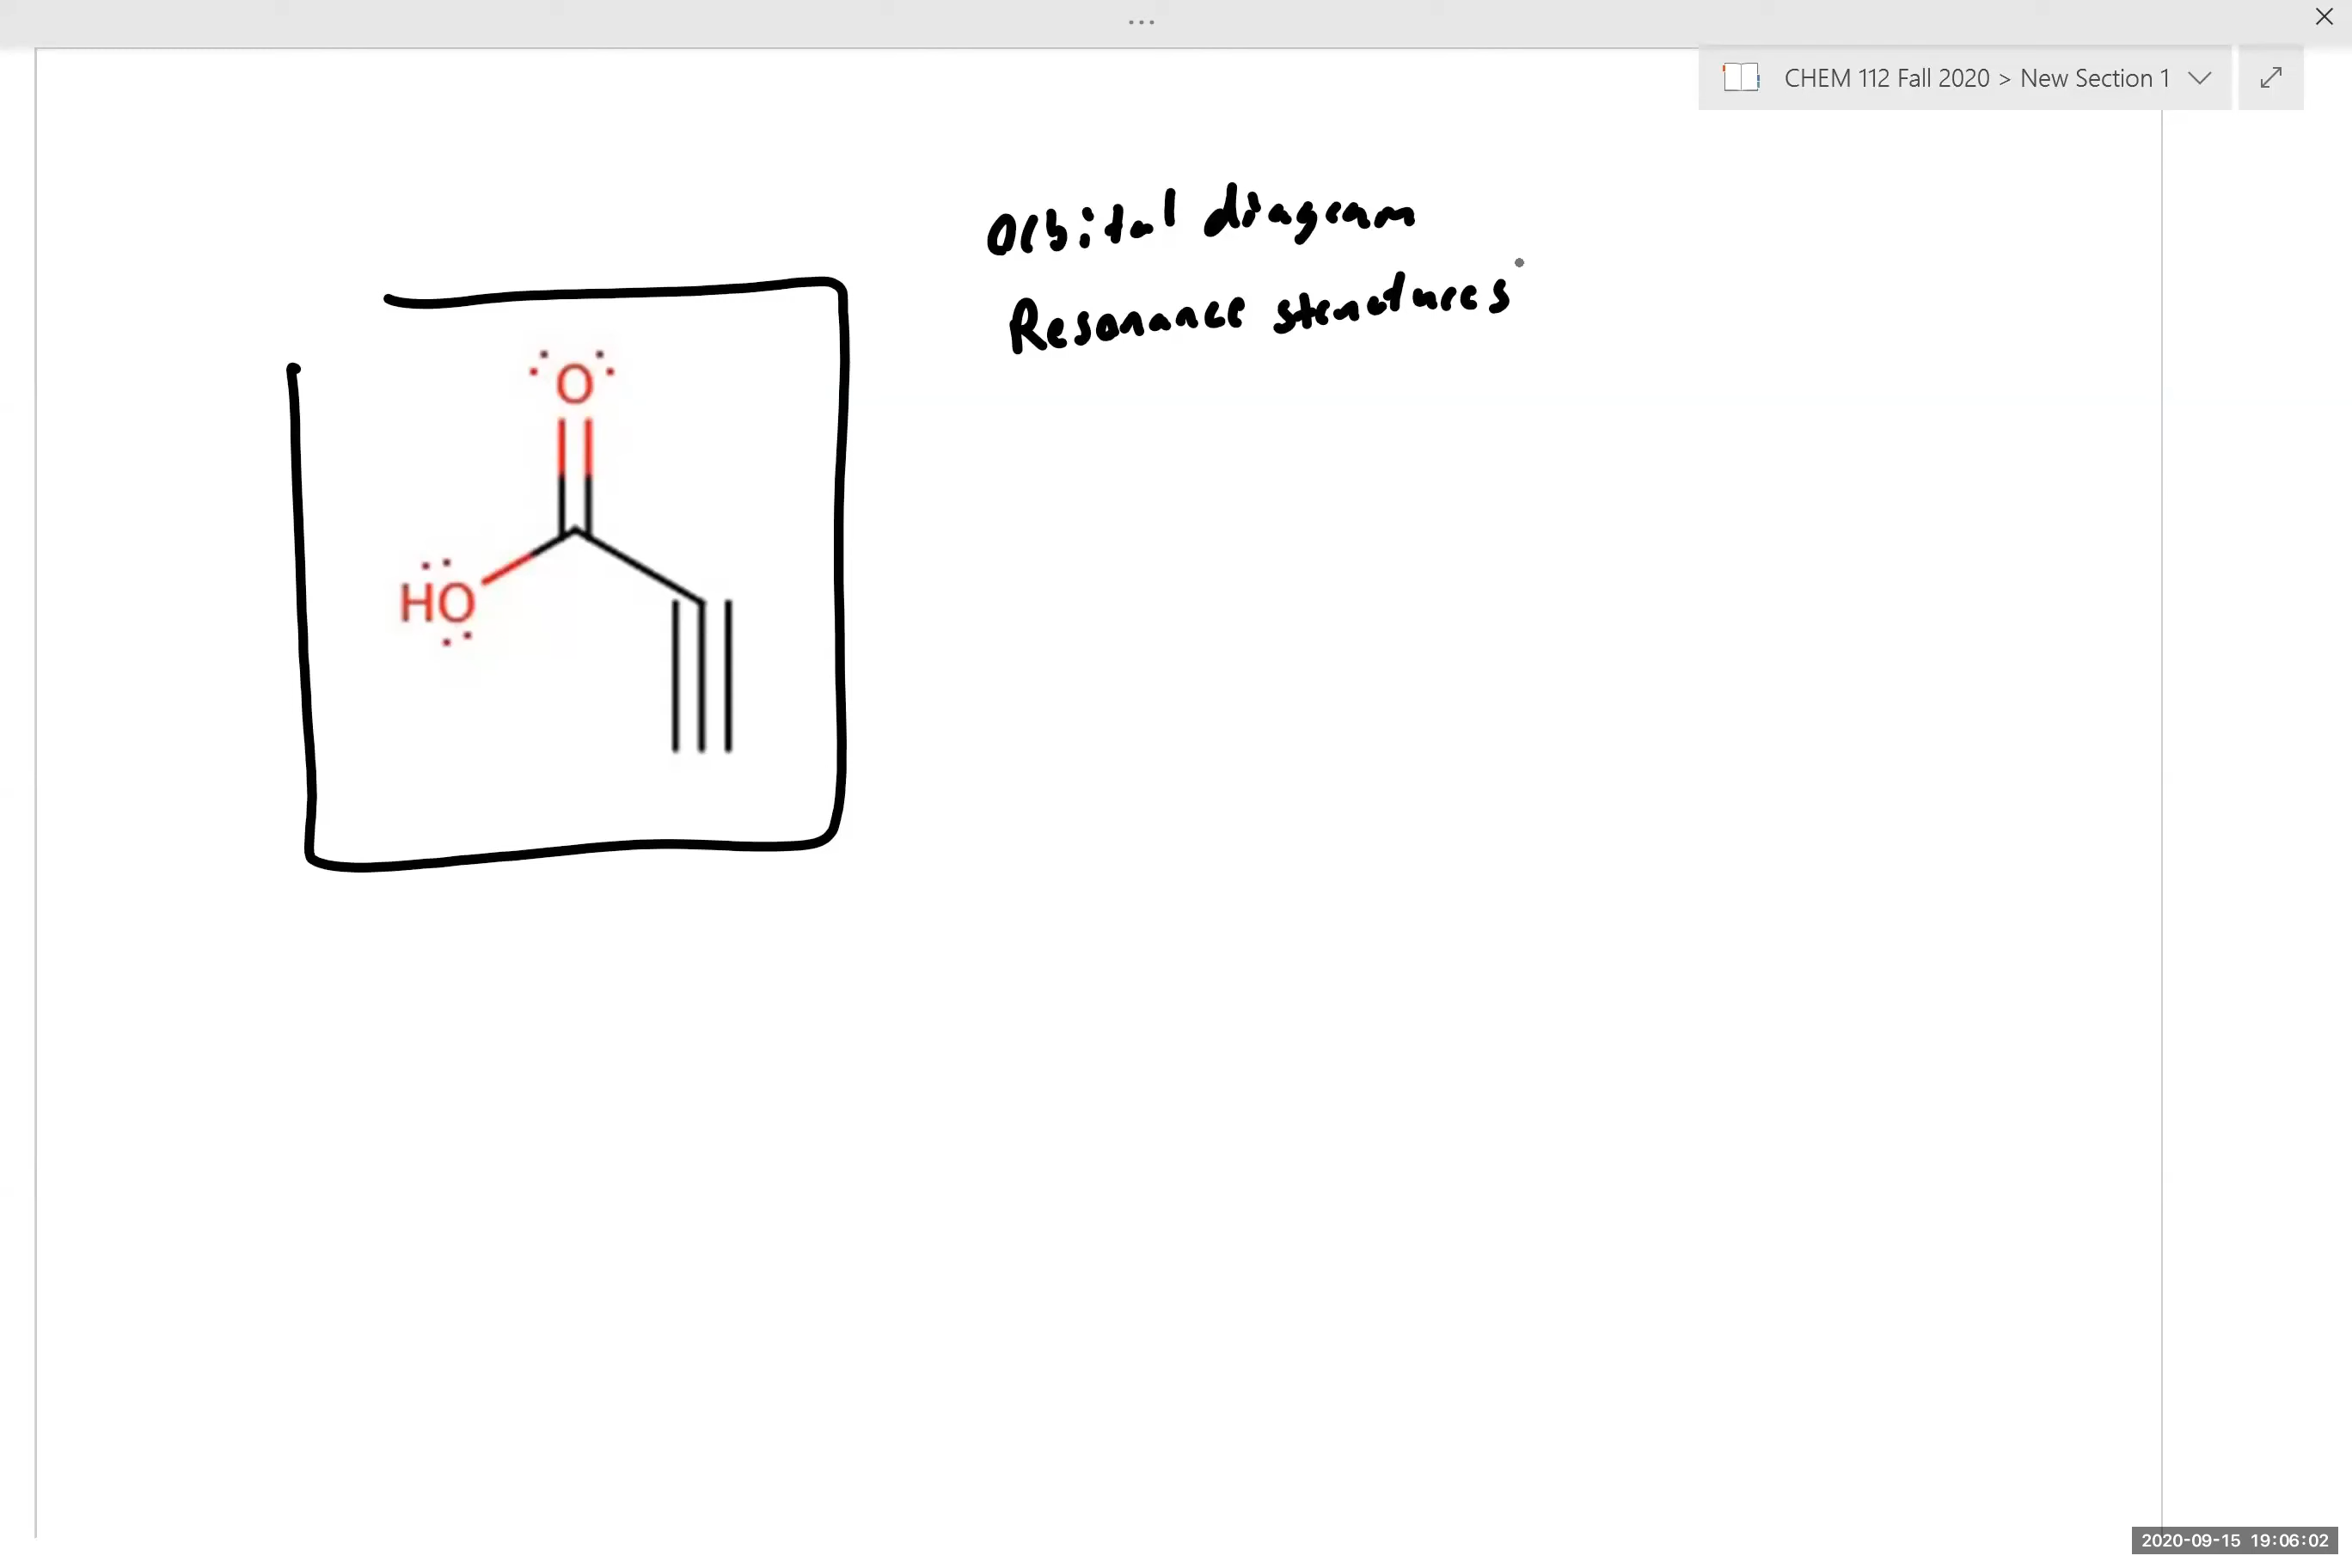 ...
CHEM 112 Fall 2020 > New Section 1
Orbital diagram
Resonance structures
O
HO
2020-09-15 19:06:02